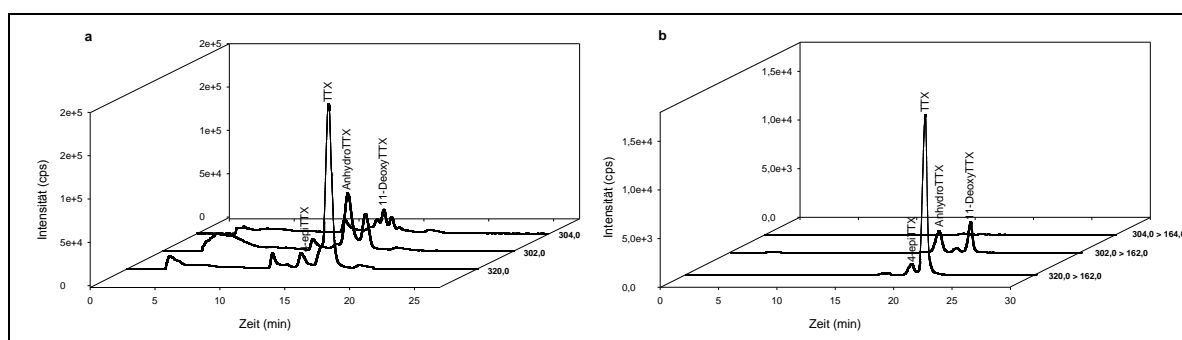 a
2e+5
2e+5
1e+5
5e+4
0
2e+5
2e+5
1e+5
5e+4
0
Intensität (cps)
TTX
AnhydroTTX
11-DeoxyTTX
-epiTTX
304,0
302,0
320,0
0
5
10
15
20
25
Zeit (min)
b
1,5e+4
1,0e+4
5,0e+3
0,0
1,5e+4
1,0e+4
5,0e+3
0,0
Intensität (cps)
TTX
AnhydroTTX
11-DeoxyTTX
4-epiTTX
304,0 > 164,0
302,0 > 162,0
320,0 > 162,0
0
5
10
15
20
25
30
Zeit (min)